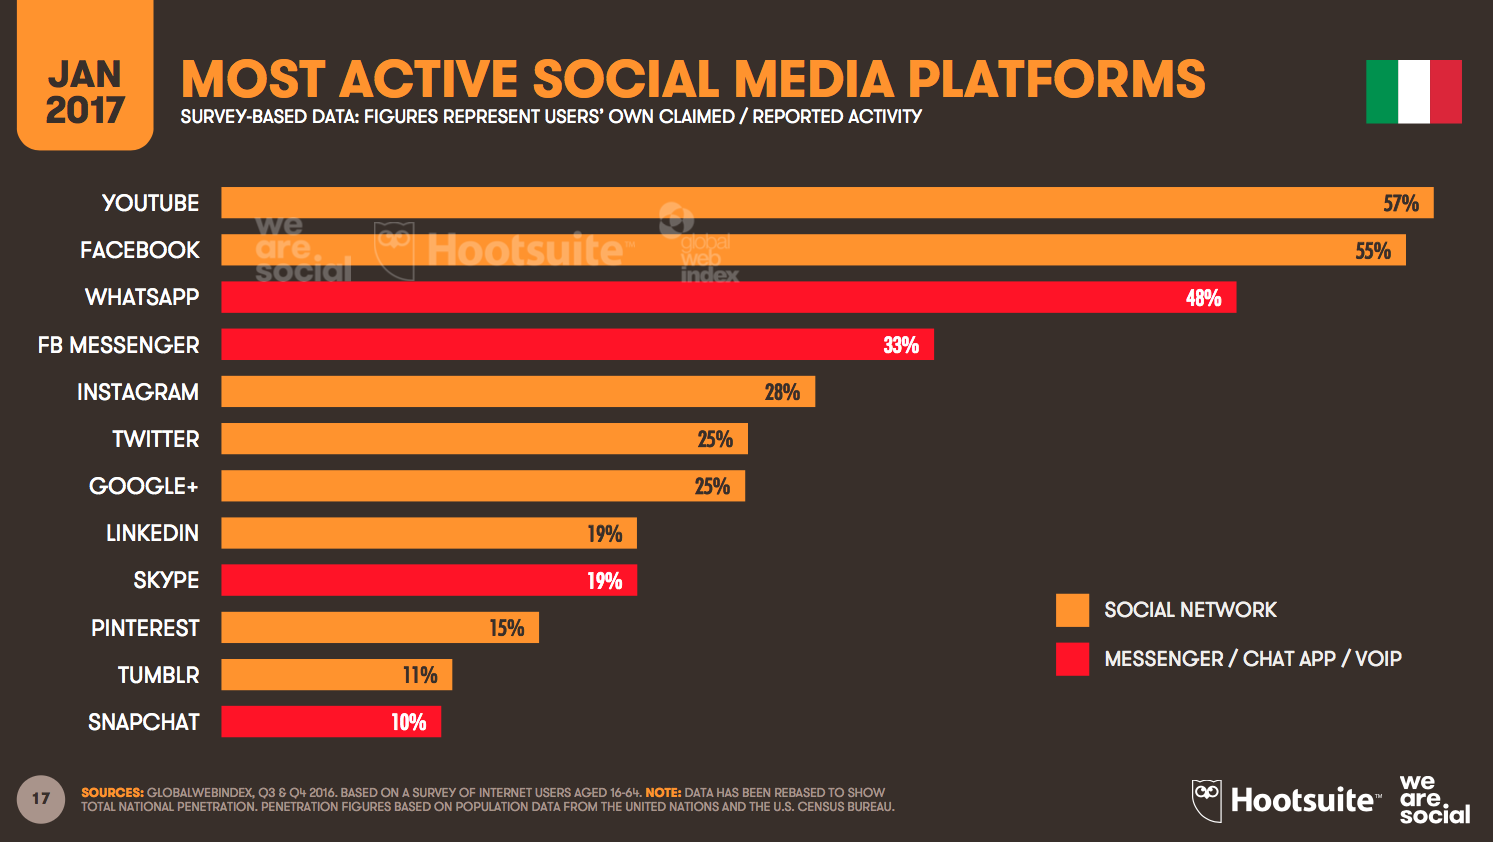 JAN
2017
MOST ACTIVE SOCIAL MEDIA PLATFORMS
SURVEY-BASED DATA: FIGURES REPRESENT USERS' OWN CLAIMED / REPORTED ACTIVITY
YOUTUBE 57%
we
are
social
Hootsuite™
global
web
index
FACEBOOK 55%
WHATSAPP 48%
FB MESSENGER 33%
INSTAGRAM 28%
TWITTER 25%
GOOGLE+ 25%
LINKEDIN 19%
SKYPE 19%
PINTEREST 15%
TUMBLR 11%
SNAPCHAT 10%
SOCIAL NETWORK
MESSENGER / CHAT APP / VOIP
17
SOURCES: GLOBALWEBINDEX, Q3 & Q4 2016. BASED ON A SURVEY OF INTERNET USERS AGED 16-64. NOTE: DATA HAS BEEN REBASED TO SHOW
TOTAL NATIONAL PENETRATION. PENETRATION FIGURES BASED ON POPULATION DATA FROM THE UNITED NATIONS AND THE U.S. CENSUS BUREAU.
Hootsuite™
we
are
social